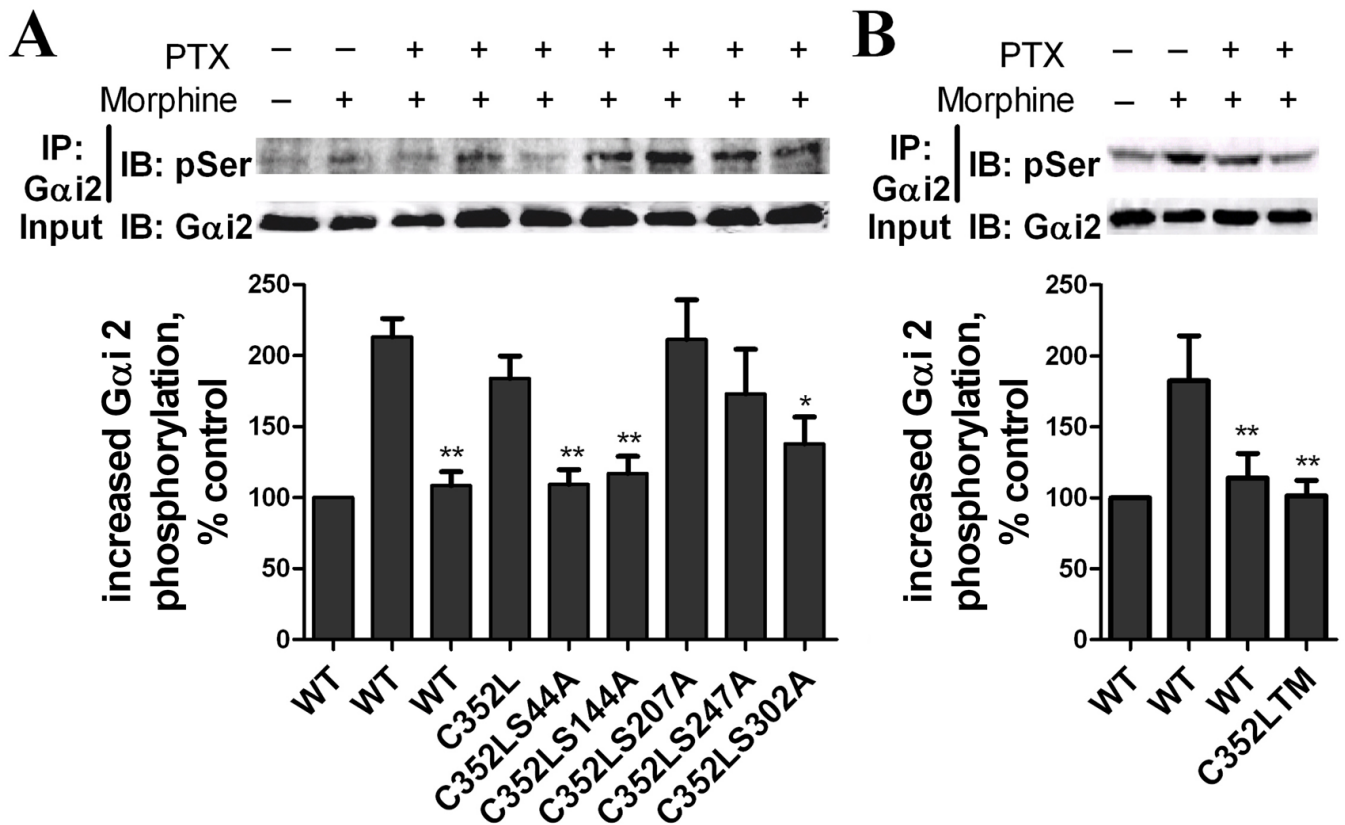 A
PTX − − + + + + + + +
Morphine − + + + + + + + +
IP: Gαi2 IB: pSer
Input IB: Gαi2
increased Gαi 2
phosphorylation,
% control
250
200
150
100
50
0
**
**
**
*
WT
WT
WT
C352L
C352LS44A
C352LS144A
C352LS207A
C352LS247A
C352LS302A
B
PTX − − + +
Morphine − + + +
IP: Gαi2 IB: pSer
Input IB: Gαi2
increased Gαi 2
phosphorylation,
% control
250
200
150
100
50
0
**
**
WT
WT
WT
C352LTM